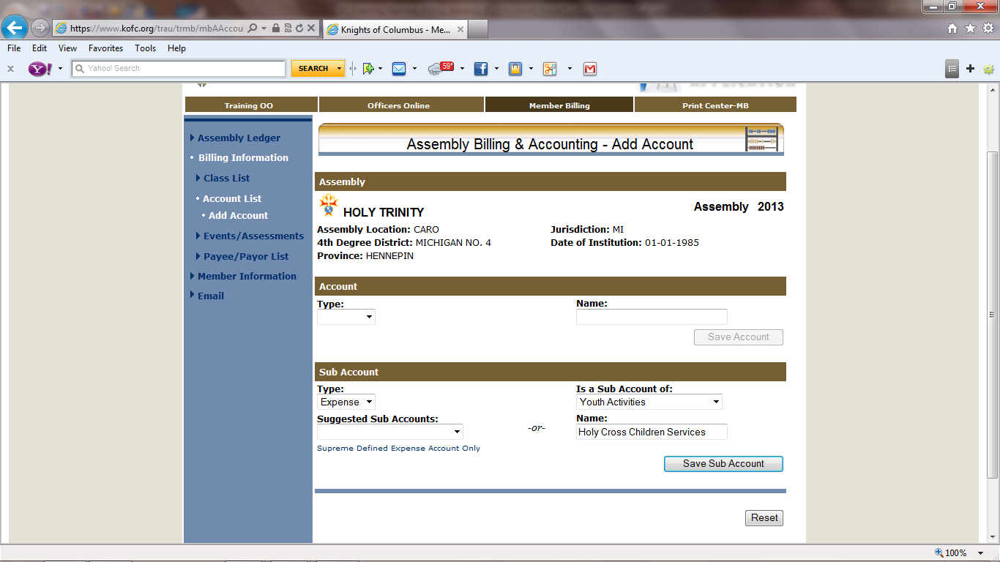 https://www.kofc.org/trau/trmb/mbAAccou
Knights of Columbus - Me...
File Edit View Favorites Tools Help
Yahoo! Search
SEARCH
59°
Training OO
Officers Online
Member Billing
Print Center-MB
Assembly Ledger
Billing Information
Class List
Account List
Add Account
Events/Assessments
Payee/Payor List
Member Information
Email
Assembly Billing & Accounting - Add Account
Assembly
HOLY TRINITY
Assembly 2013
Assembly Location: CARO
Jurisdiction: MI
4th Degree District: MICHIGAN NO. 4
Date of Institution: 01-01-1985
Province: HENNEPIN
Account
Type:
Name:
Save Account
Sub Account
Type:
Is a Sub Account of:
Expense
Youth Activities
Suggested Sub Accounts:
-or-
Name:
Holy Cross Children Services
Supreme Defined Expense Account Only
Save Sub Account
Reset
100%